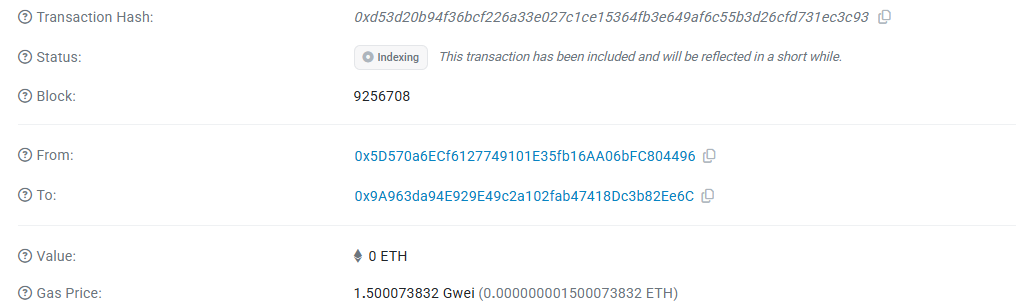 Transaction Hash: 0xd53d20b94f36bcf226a33e027c1ce15364fb3e649af6c55b3d26cfd731ec3c93
Status: Indexing This transaction has been included and will be reflected in a short while.
Block: 9256708
From: 0x5D570a6ECf6127749101E35fb16AA06bFC804496
To: 0x9A963da94E929E49c2a102fab47418Dc3b82Ee6C
Value: 0 ETH
Gas Price: 1.500073832 Gwei (0.000000001500073832 ETH)